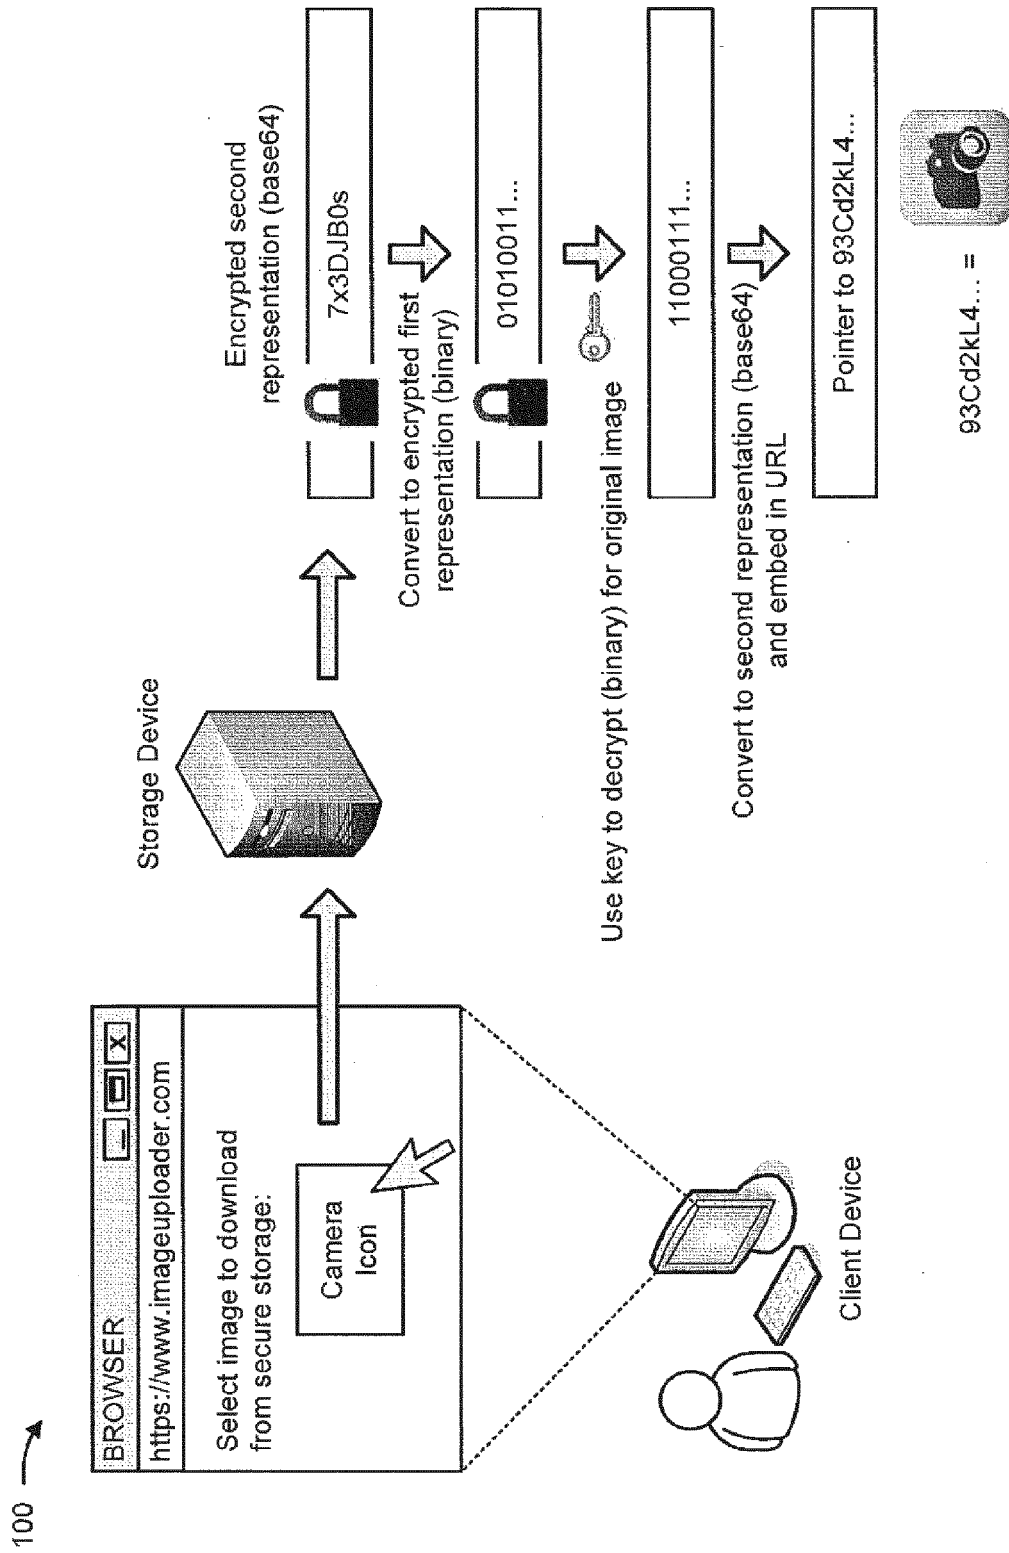 100
BROWSER
https://www.imageuploader.com
Select image to download
from secure storage:
Camera
Icon
Client Device
Storage Device
Encrypted second
representation (base64)
7x3DJB0s
Convert to encrypted first
representation (binary)
01010011...
Use key to decrypt (binary) for original image
11000111...
Convert to second representation (base64)
and embed in URL
Pointer to 93Cd2kL4...
93Cd2kL4... =